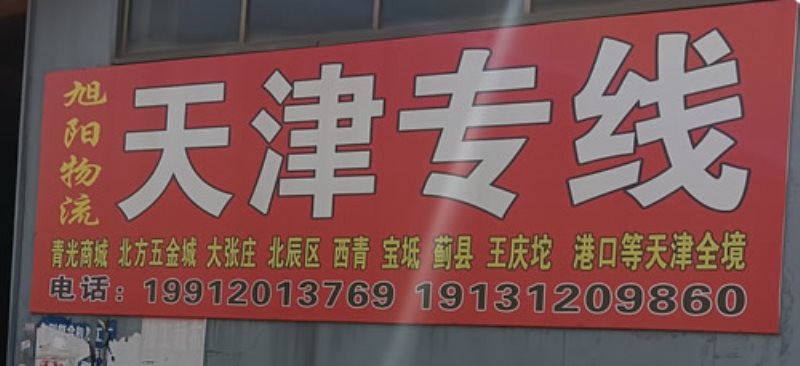 旭阳物流
天津专线
青光商城 北方五金城 大张庄 北辰区 西青 宝坻 蓟县 王庆坨 港口等天津全境
电话：19912013769 19131209860